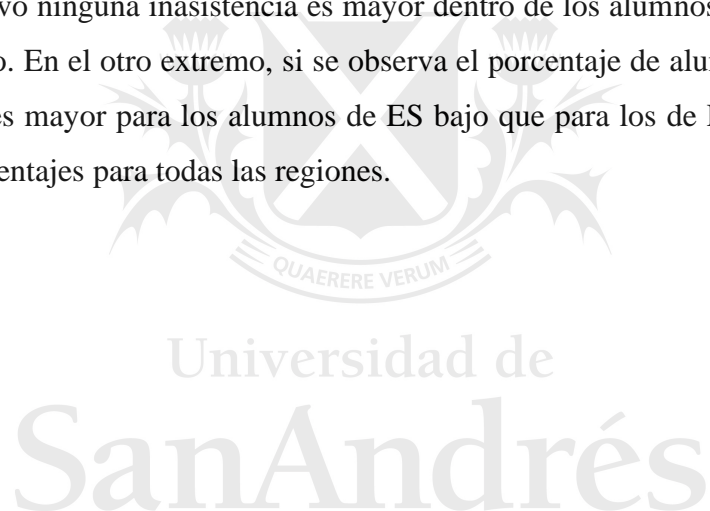 vo ninguna inasistencia es mayor dentro de los alumnos
o. En el otro extremo, si se observa el porcentaje de alu
es mayor para los alumnos de ES bajo que para los de
entajes para todas las regiones.
QUAERERE VERUM
Universidad de
SanAndrés